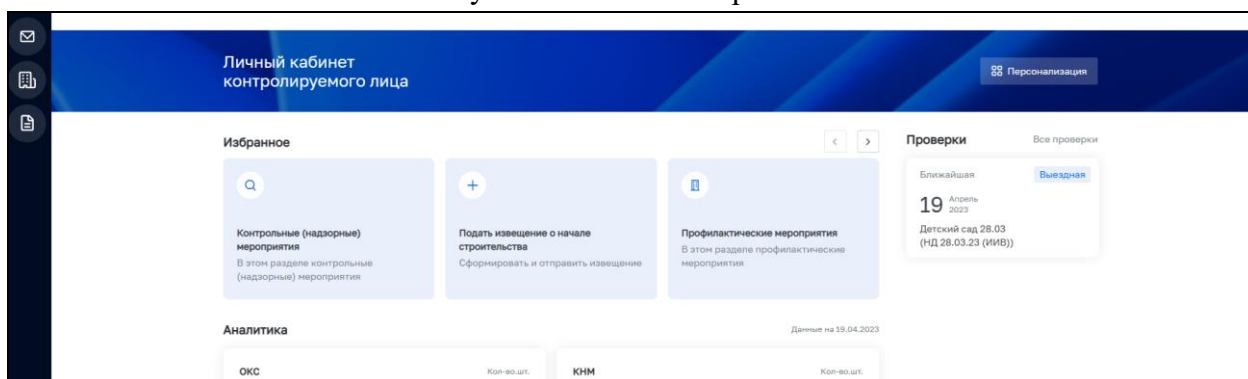 Личный кабинет
контролируемого лица
Персонализация
Избранное
Контрольные (надзорные)
мероприятия
В этом разделе контрольные
(надзорные) мероприятия
Подать извещение о начале
строительства
Сформировать и отправить извещение
Профилактические мероприятия
В этом разделе профилактические
мероприятия
Проверки
Все проверки
Ближайшая
Выездная
19 Апрель
2023
Детский сад 28.03
(НД 28.03.23 (ИИВ))
Аналитика
Данные на 19.04.2023
ОКС
Кол-во.шт.
КНМ
Кол-во.шт.